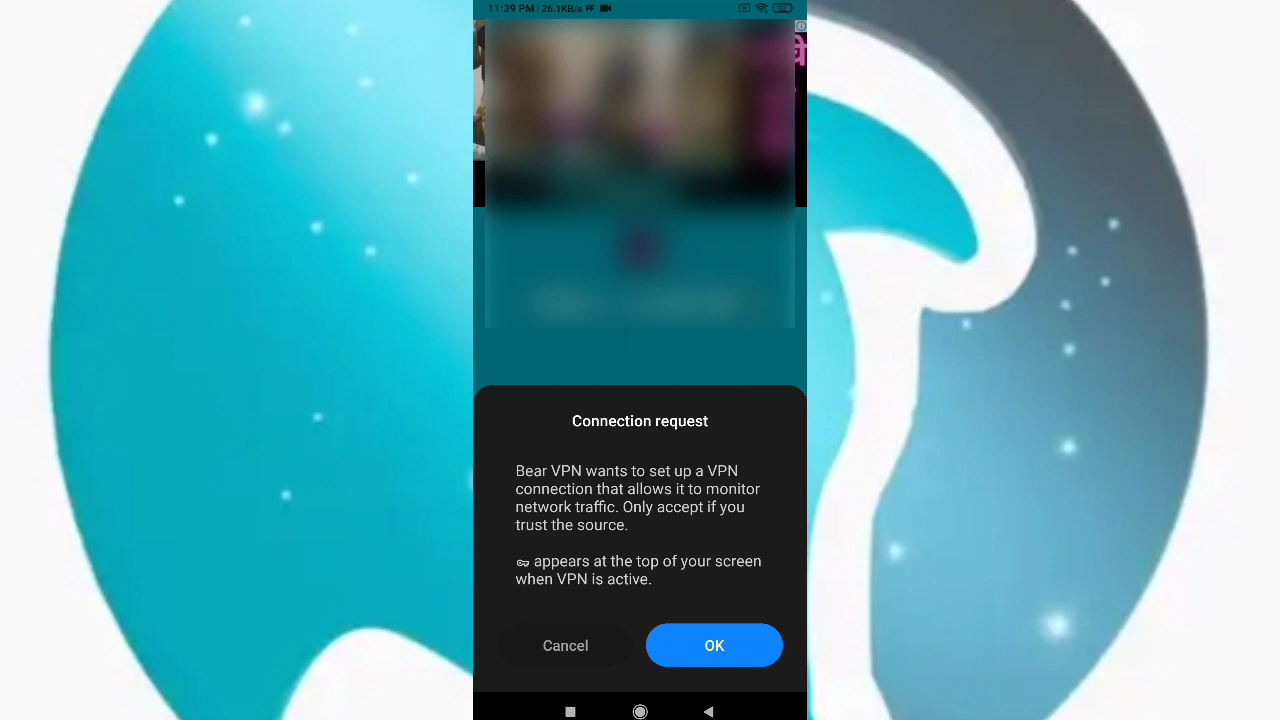 11:39 PM | 26.1KB/s
Connection request
Bear VPN wants to set up a VPN
connection that allows it to monitor
network traffic. Only accept if you
trust the source.
appears at the top of your screen
when VPN is active.
Cancel
OK